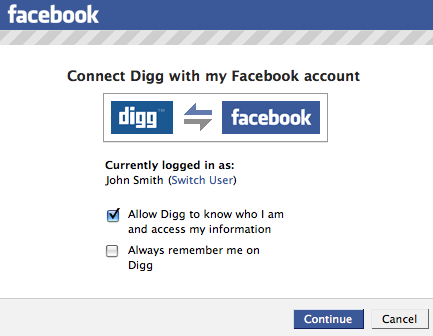 facebook
Connect Digg with my Facebook account
digg™ facebook
Currently logged in as:
John Smith (Switch User)
Allow Digg to know who I am
and access my information
Always remember me on
Digg
Continue Cancel